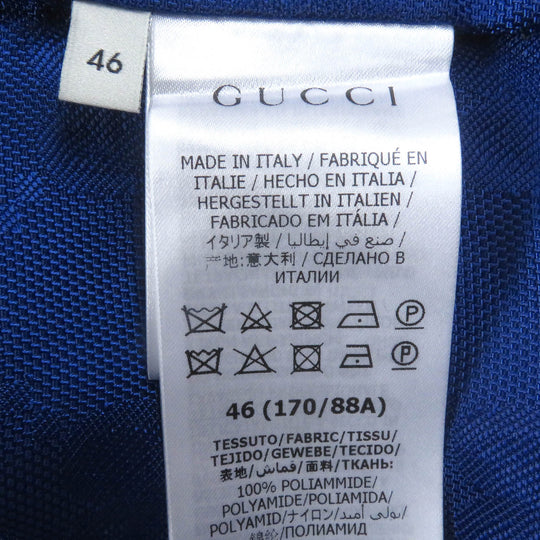 46
GUCCI
MADE IN ITALY / FABRIQUÉ EN
ITALIE / HECHO EN ITALIA /
HERGESTELLT IN ITALIEN /
FABRICADO EM ITÁLIA /
イタリア製 / صنع في إيطاليا /
产地:意大利 / СДЕЛАНО В
ИТАЛИИ
P
P
46 (170/88A)
TESSUTO/FABRIC/TISSU/
TEJIDO/GEWEBE/TECIDO/
表地/قماش/面料/ТКАНЬ:
100% POLIAMMIDE/
POLYAMIDE/POLIAMIDA/
POLYAMID/ナイロン/بولي أميد/
锦纶/ПОЛИАМИД